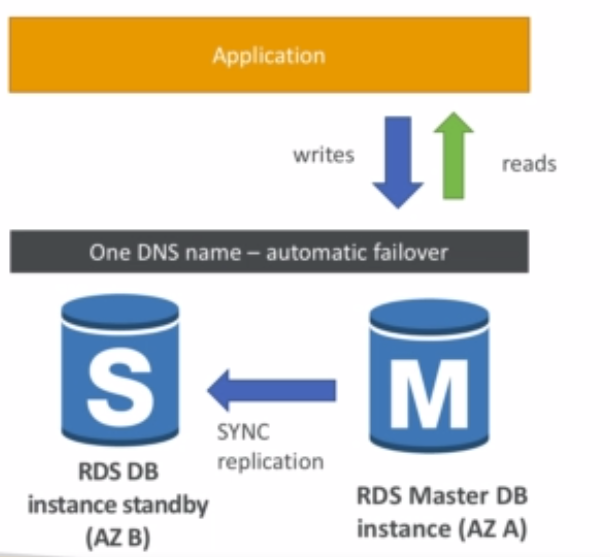 Application
writes
reads
One DNS name – automatic failover
S
M
SYNC
replication
RDS DB
instance standby
(AZ B)
RDS Master DB
instance (AZ A)